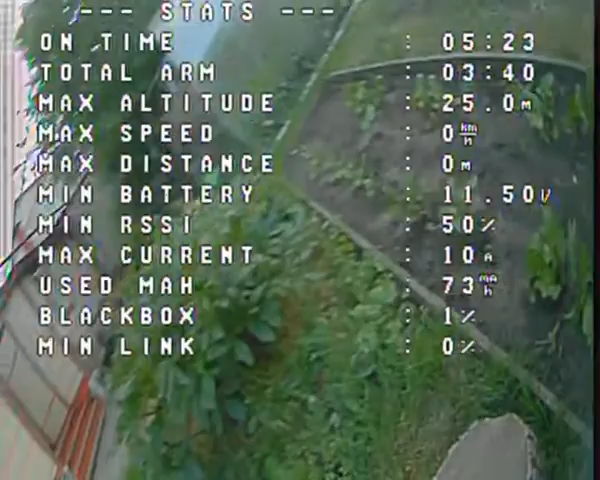 --- STATS ---
ON TIME : 05:23
TOTAL ARM : 03:40
MAX ALTITUDE : 25.0M
MAX SPEED : 0km/h
MAX DISTANCE : 0M
MIN BATTERY : 11.50V
MIN RSSI : 50%
MAX CURRENT : 10A
USED MAH : 73mAh
BLACKBOX : 1%
MIN LINK : 0%